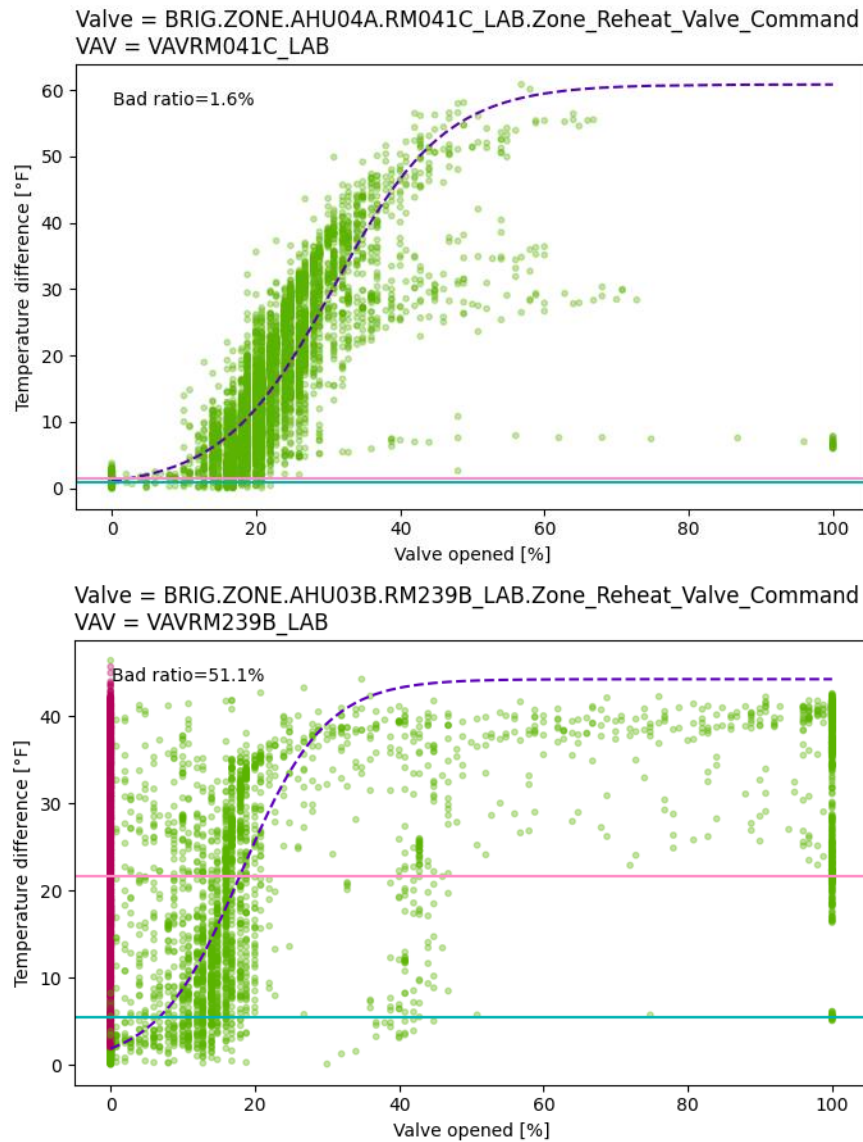 Valve = BRIG.ZONE.AHU04A.RM041C_LAB.Zone_Reheat_Valve_Command
VAV = VAVRM041C_LAB
Bad ratio=1.6%
Temperature difference [°F]
60
50
40
30
20
10
0
0 20 40 60 80 100
Valve opened [%]
Valve = BRIG.ZONE.AHU03B.RM239B_LAB.Zone_Reheat_Valve_Command
VAV = VAVRM239B_LAB
Bad ratio=51.1%
Temperature difference [°F]
40
30
20
10
0
0 20 40 60 80 100
Valve opened [%]